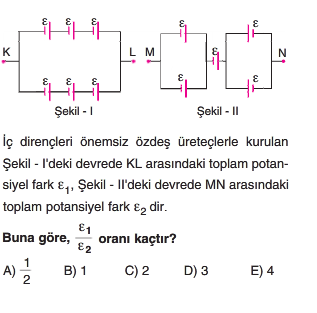 ε ε ε ε ε
K L M ε N
ε ε ε ε ε
Şekil - I Şekil - II
İç dirençleri önemsiz özdeş üreteçlerle kurulan
Şekil - I'deki devrede KL arasındaki toplam potan-
siyel fark ε₁, Şekil - II'deki devrede MN arasındaki
toplam potansiyel fark ε₂ dir.
Buna göre, ε₁/ε₂ oranı kaçtır?
A) 1/2 B) 1 C) 2 D) 3 E) 4